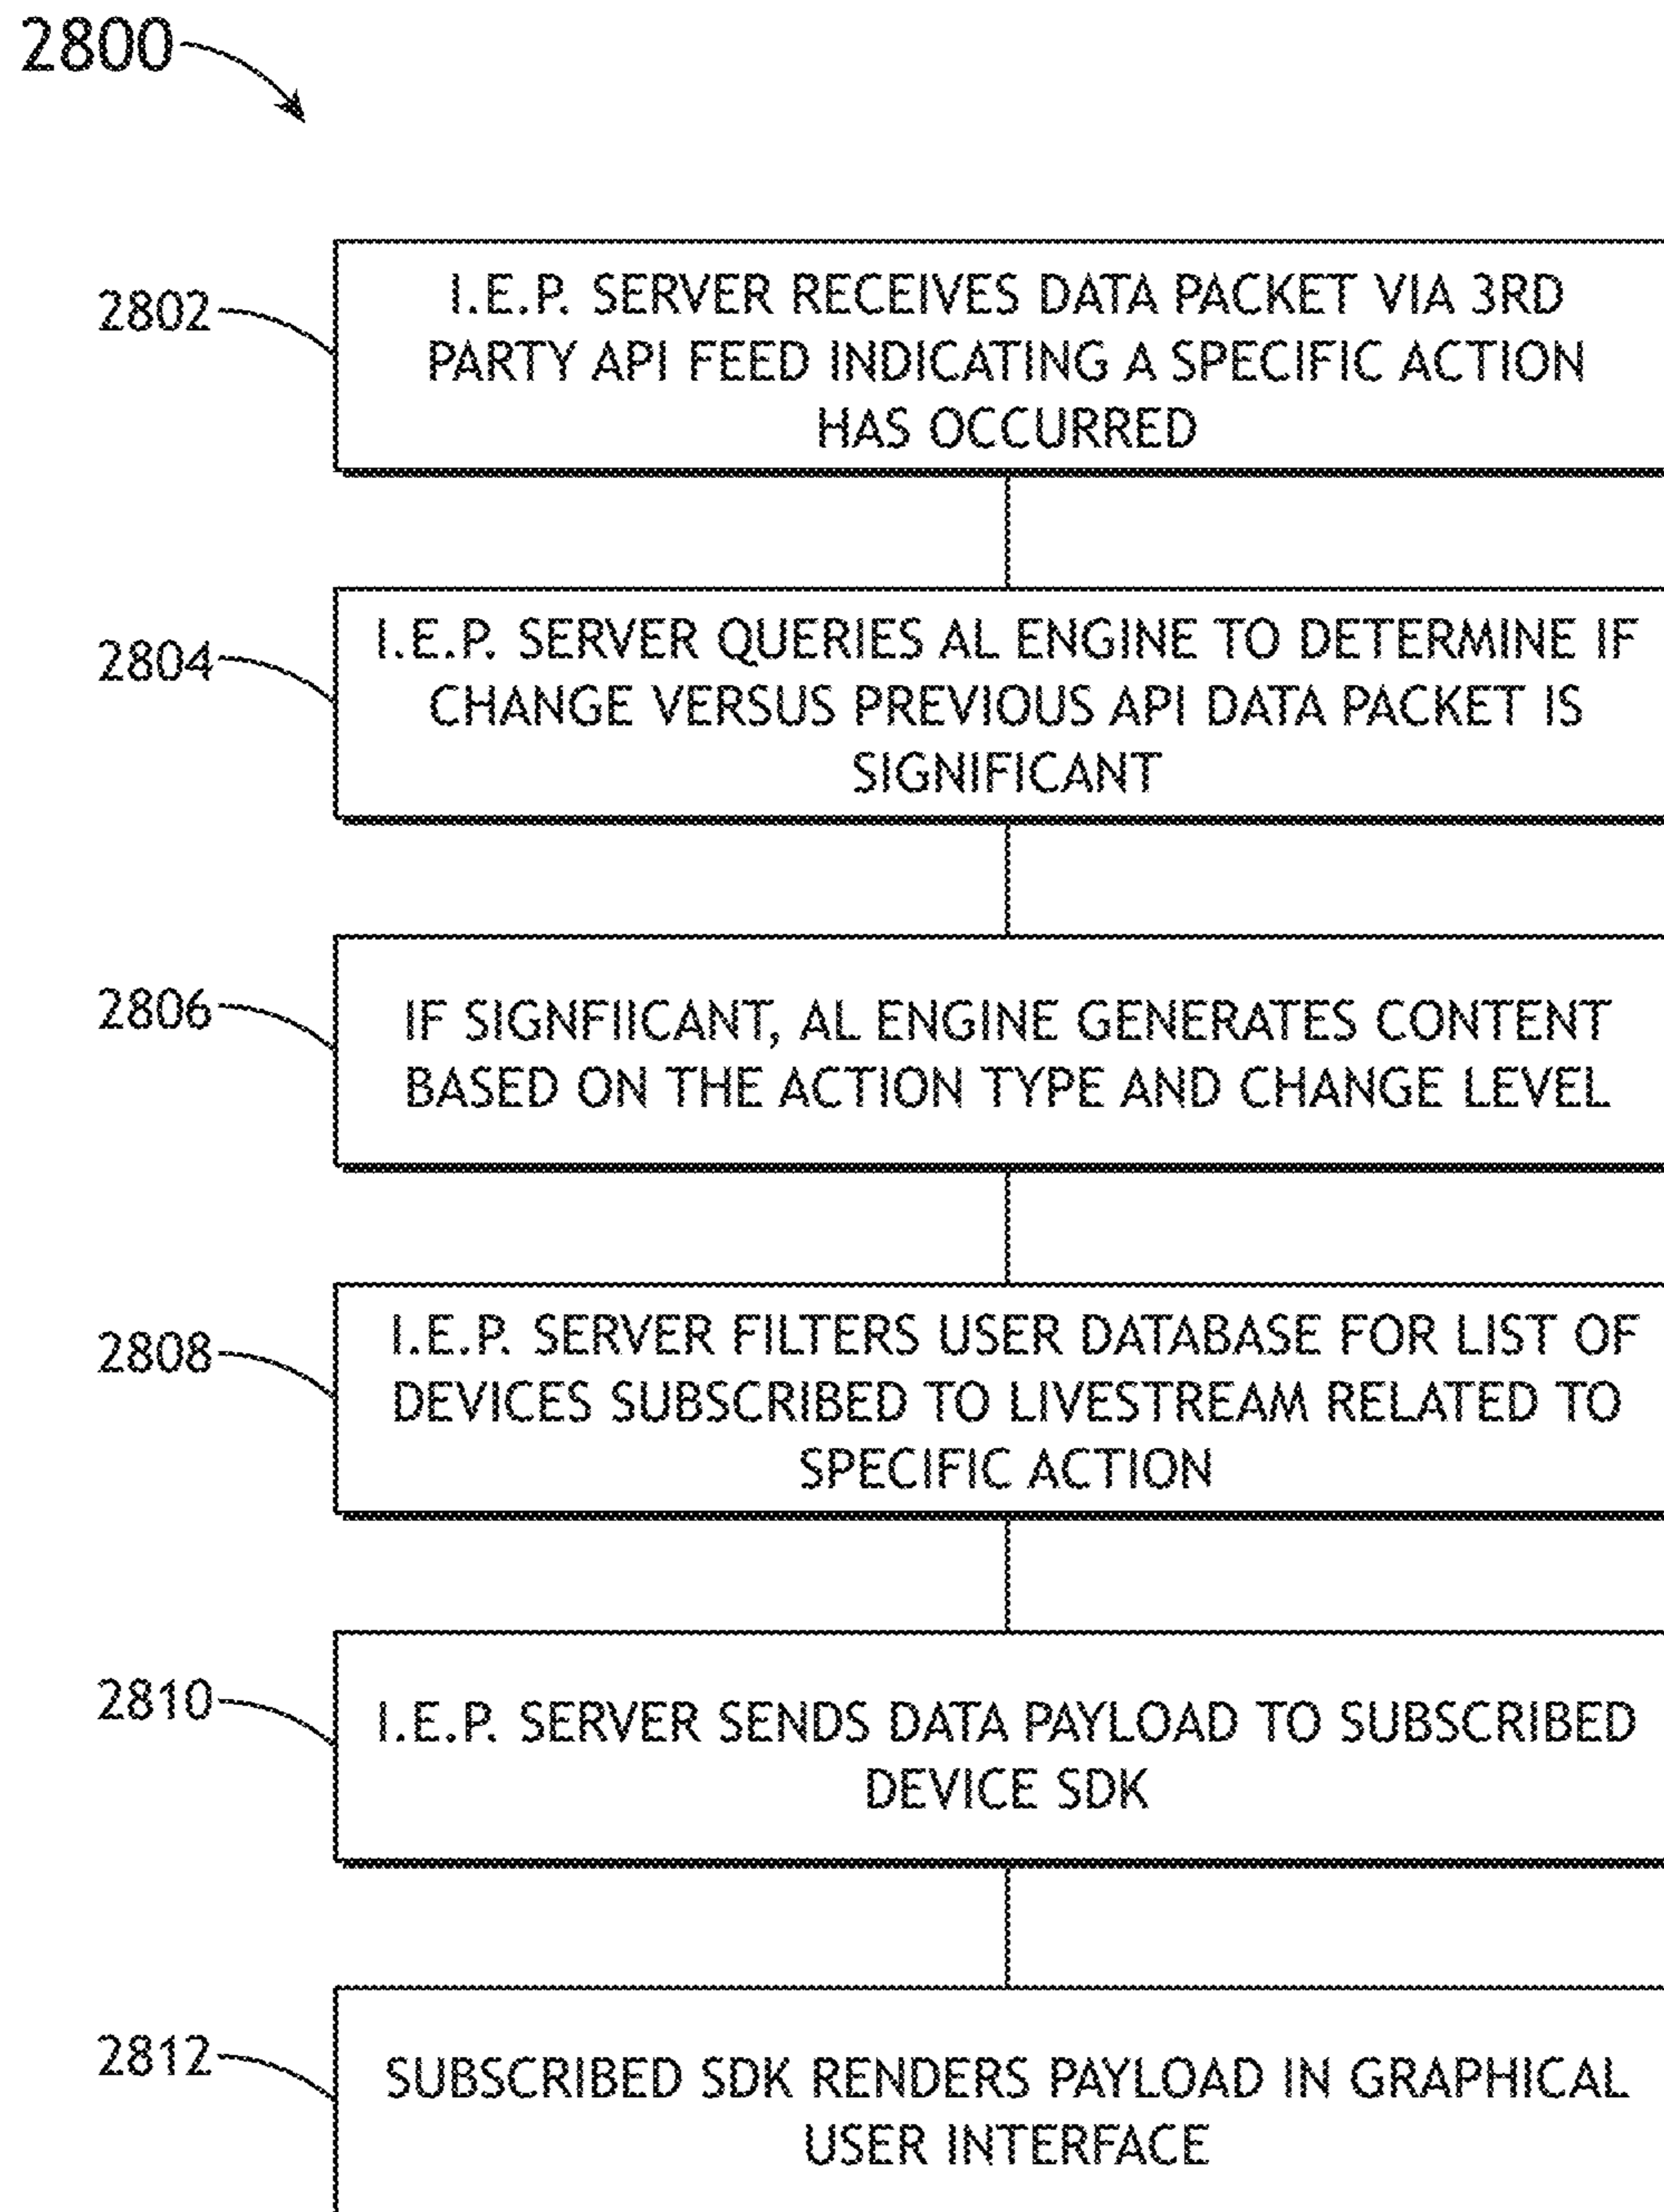 2800
2802
I.E.P. SERVER RECEIVES DATA PACKET VIA 3RD
PARTY API FEED INDICATING A SPECIFIC ACTION
HAS OCCURRED
2804
I.E.P. SERVER QUERIES AL ENGINE TO DETERMINE IF
CHANGE VERSUS PREVIOUS API DATA PACKET IS
SIGNIFICANT
2806
IF SIGNFIICANT, AL ENGINE GENERATES CONTENT
BASED ON THE ACTION TYPE AND CHANGE LEVEL
2808
I.E.P. SERVER FILTERS USER DATABASE FOR LIST OF
DEVICES SUBSCRIBED TO LIVESTREAM RELATED TO
SPECIFIC ACTION
2810
I.E.P. SERVER SENDS DATA PAYLOAD TO SUBSCRIBED
DEVICE SDK
2812
SUBSCRIBED SDK RENDERS PAYLOAD IN GRAPHICAL
USER INTERFACE